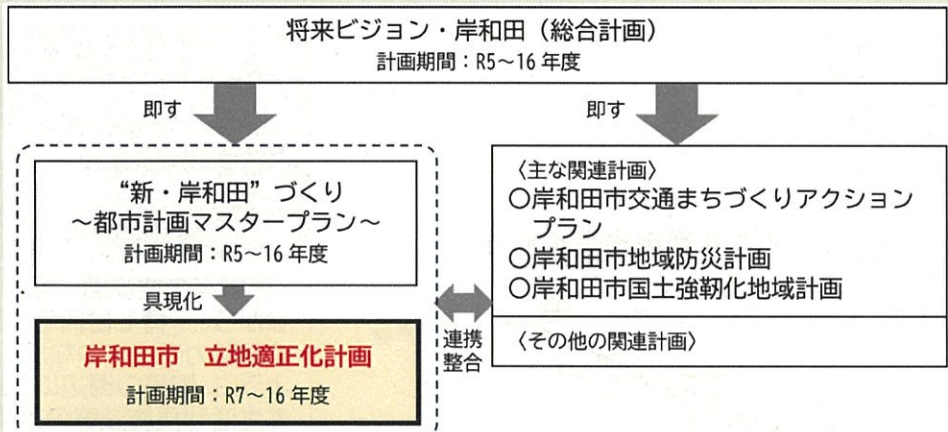 将来ビジョン・岸和田（総合計画）
計画期間：R5～16年度
即す
即す
“新・岸和田”づくり
～都市計画マスタープラン～
計画期間：R5～16年度
具現化
岸和田市　立地適正化計画
計画期間：R7～16年度
連携
整合
〈主な関連計画〉
〇岸和田市交通まちづくりアクション
プラン
〇岸和田市地域防災計画
〇岸和田市国土強靭化地域計画
〈その他の関連計画〉